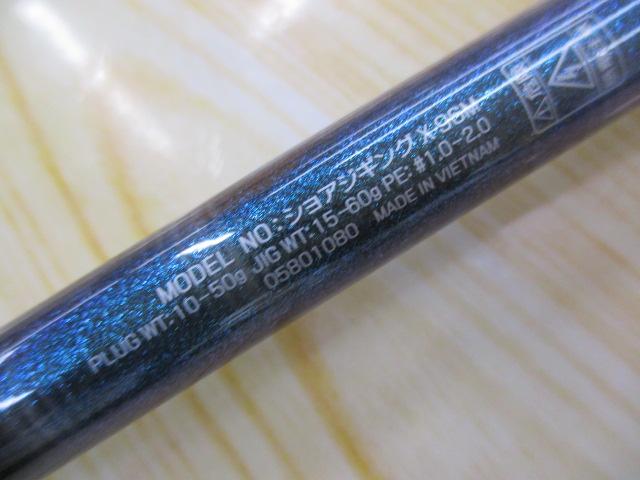 MODEL NO:ショアジギングX 96M
PLUG WT:10-50g JIG WT:15-60g PE:#1.0-2.0
05801080 MADE IN VIETNAM